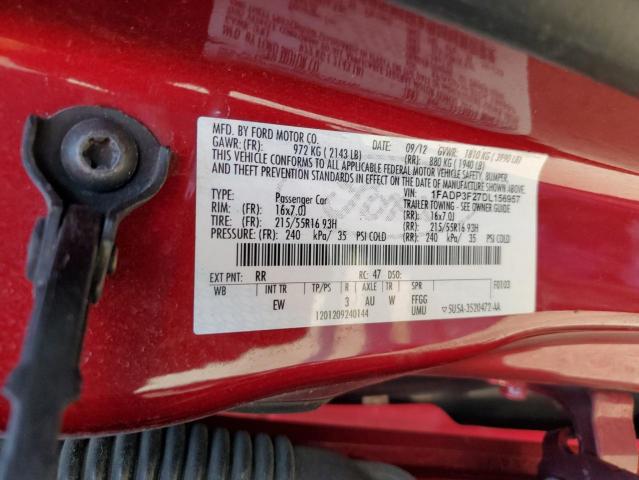 MFD. BY FORD MOTOR CO. DATE: 09/12 GVWR: 1810 KG ( 3990 LB)
GAWR: (FR): 972 KG ( 2143 LB) (RR): 880 KG ( 1940 LB)
THIS VEHICLE CONFORMS TO ALL APPLICABLE FEDERAL MOTOR VEHICLE SAFETY, BUMPER,
AND THEFT PREVENTION STANDARDS IN EFFECT ON THE DATE OF MANUFACTURE SHOWN ABOVE.
VIN: 1FADP3F27DL156957
TYPE: Passenger Car TRAILER TOWING - SEE OWNER GUIDE
RIM: (FR) 16x7.0J (RR): 16x7.0J
TIRE: (FR) 215/55R16 93H (RR): 215/55R16 93H
PRESSURE: (FR) 240 kPa/ 35 PSI COLD (RR): 240 kPa/ 35 PSI COLD
EXT PNT: RR RC: 47 DSO: F0103
WB INT TR TP/PS R AXLE TR SPR
EW 3 AU W FFGG
1201209240144 UMU ▽ 5USA-3520472-AA